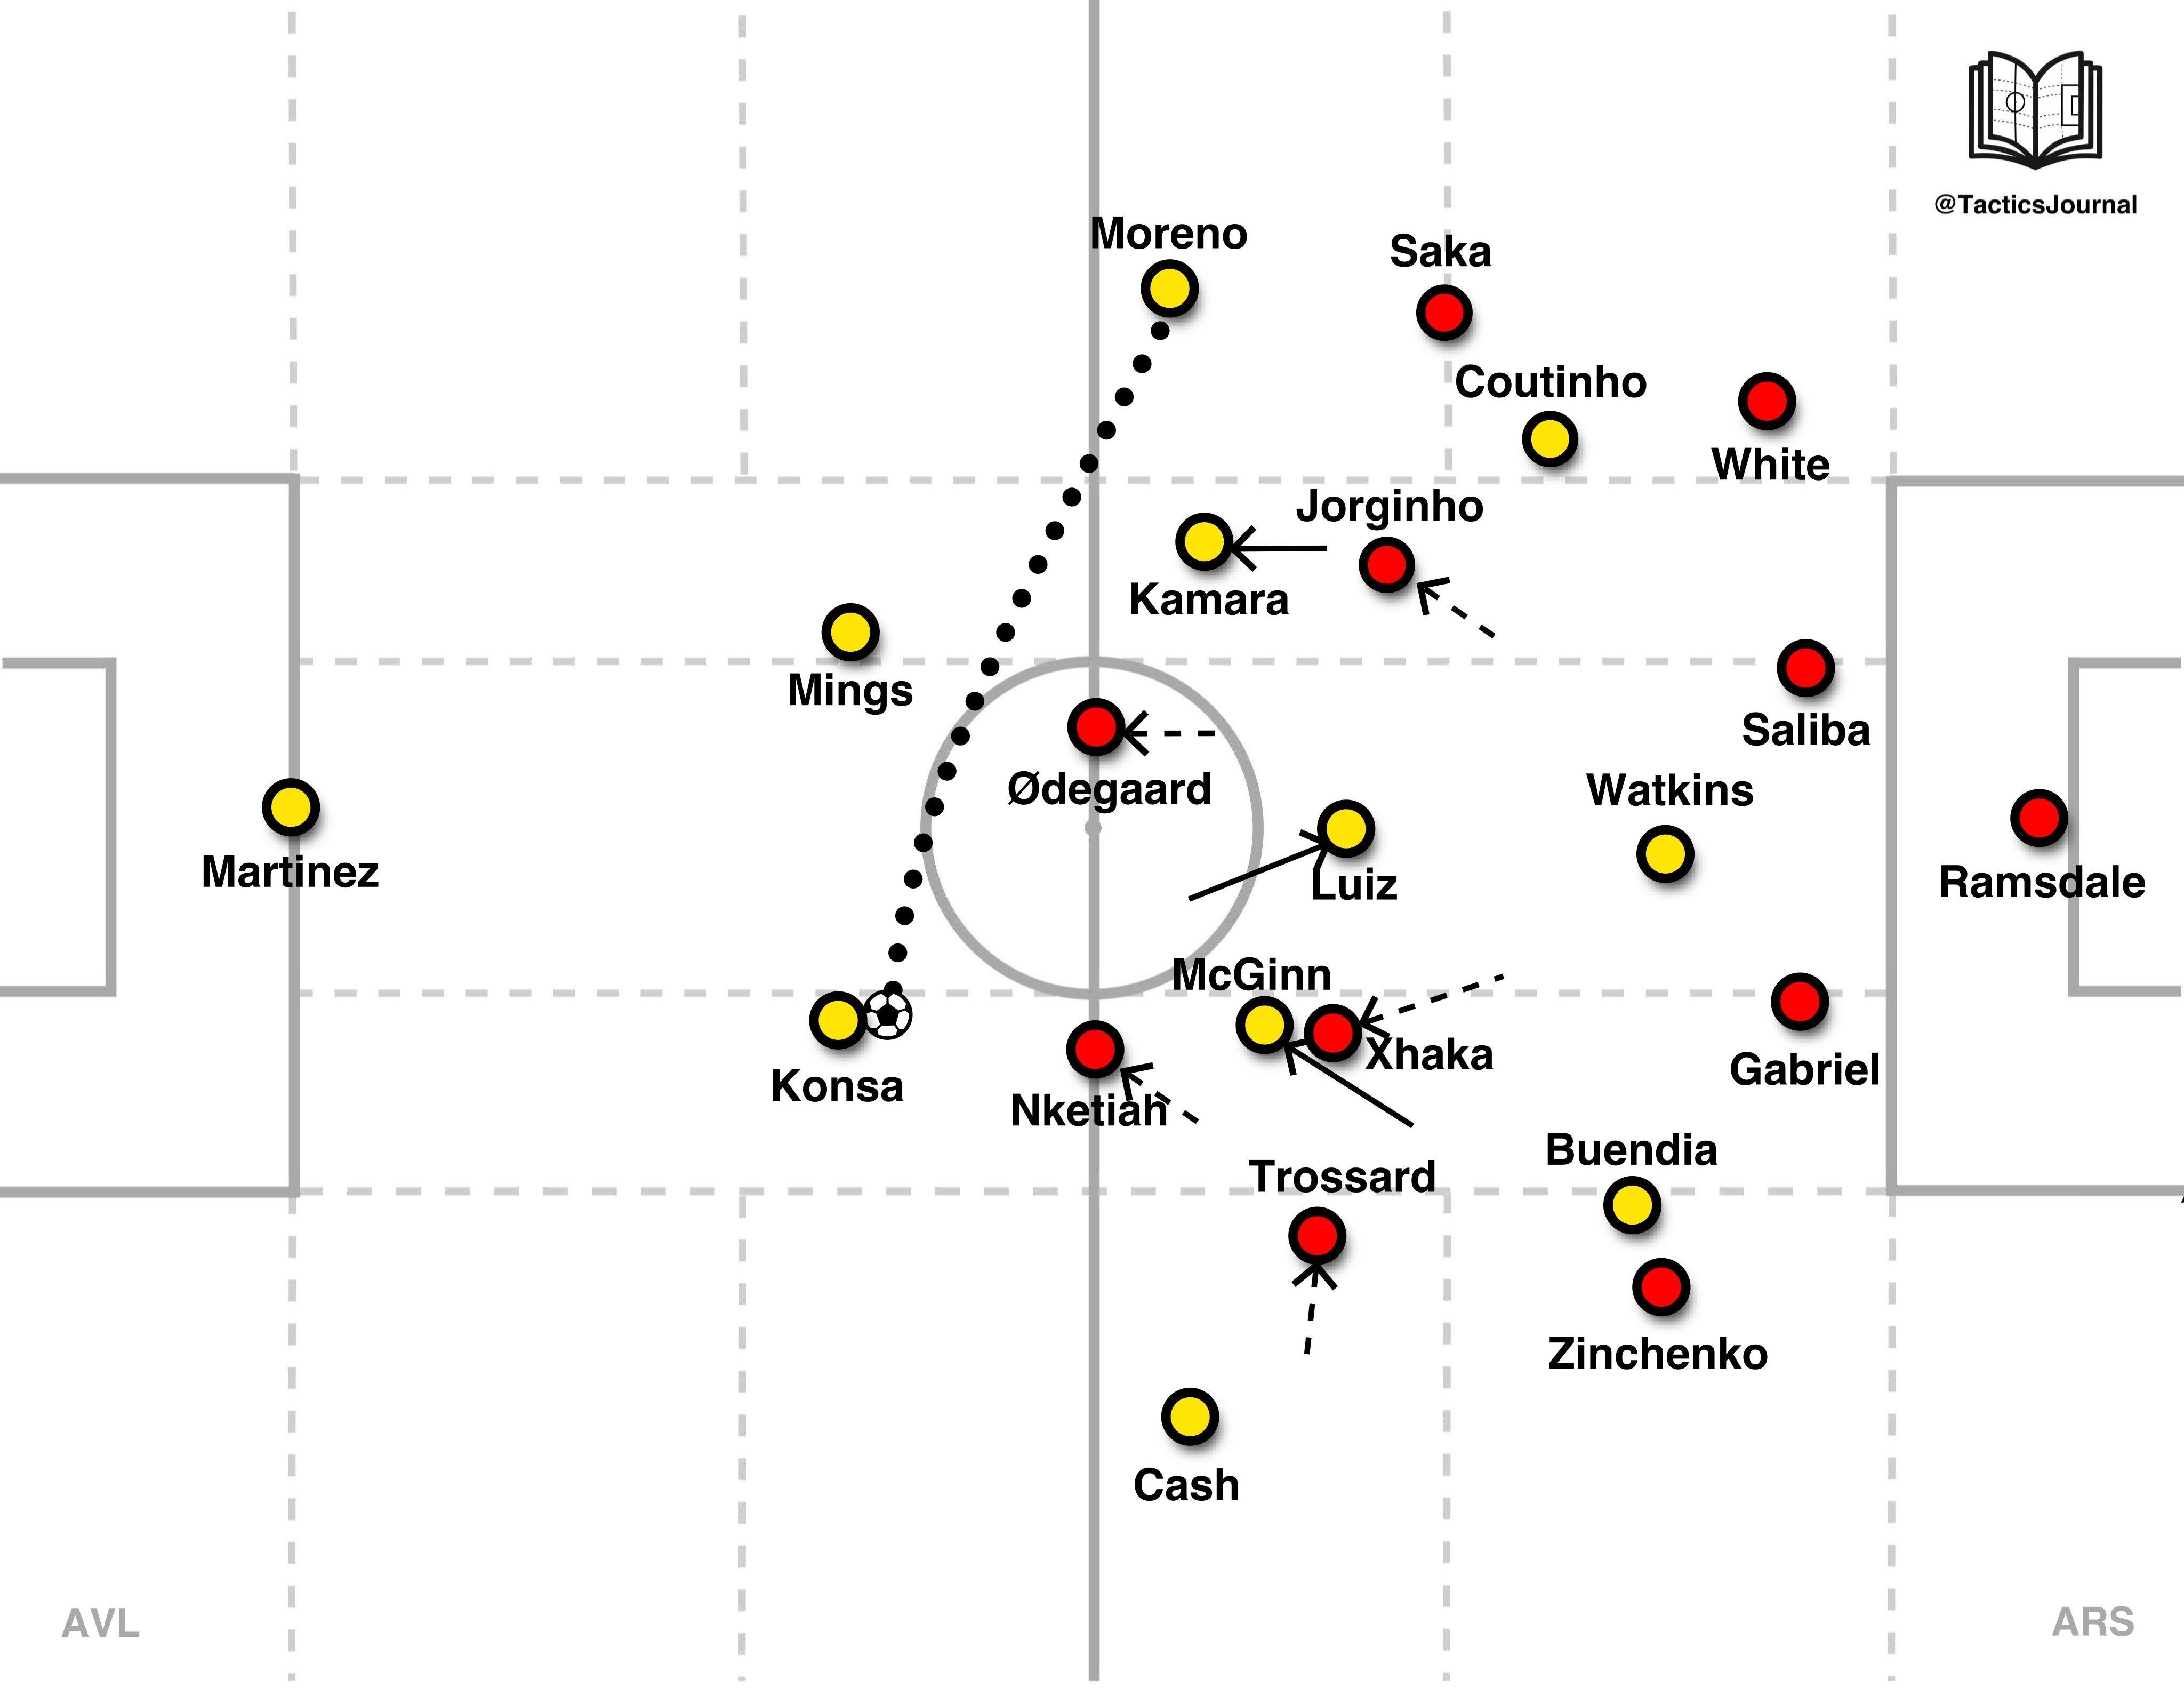 @TacticsJournal
Moreno
Saka
Coutinho
White
Jorginho
Kamara
Mings
Saliba
Ødegaard
Watkins
Martinez
Luiz
Ramsdale
McGinn
Xhaka
Konsa
Gabriel
Nketiah
Buendia
Trossard
Zinchenko
Cash
AVL
ARS